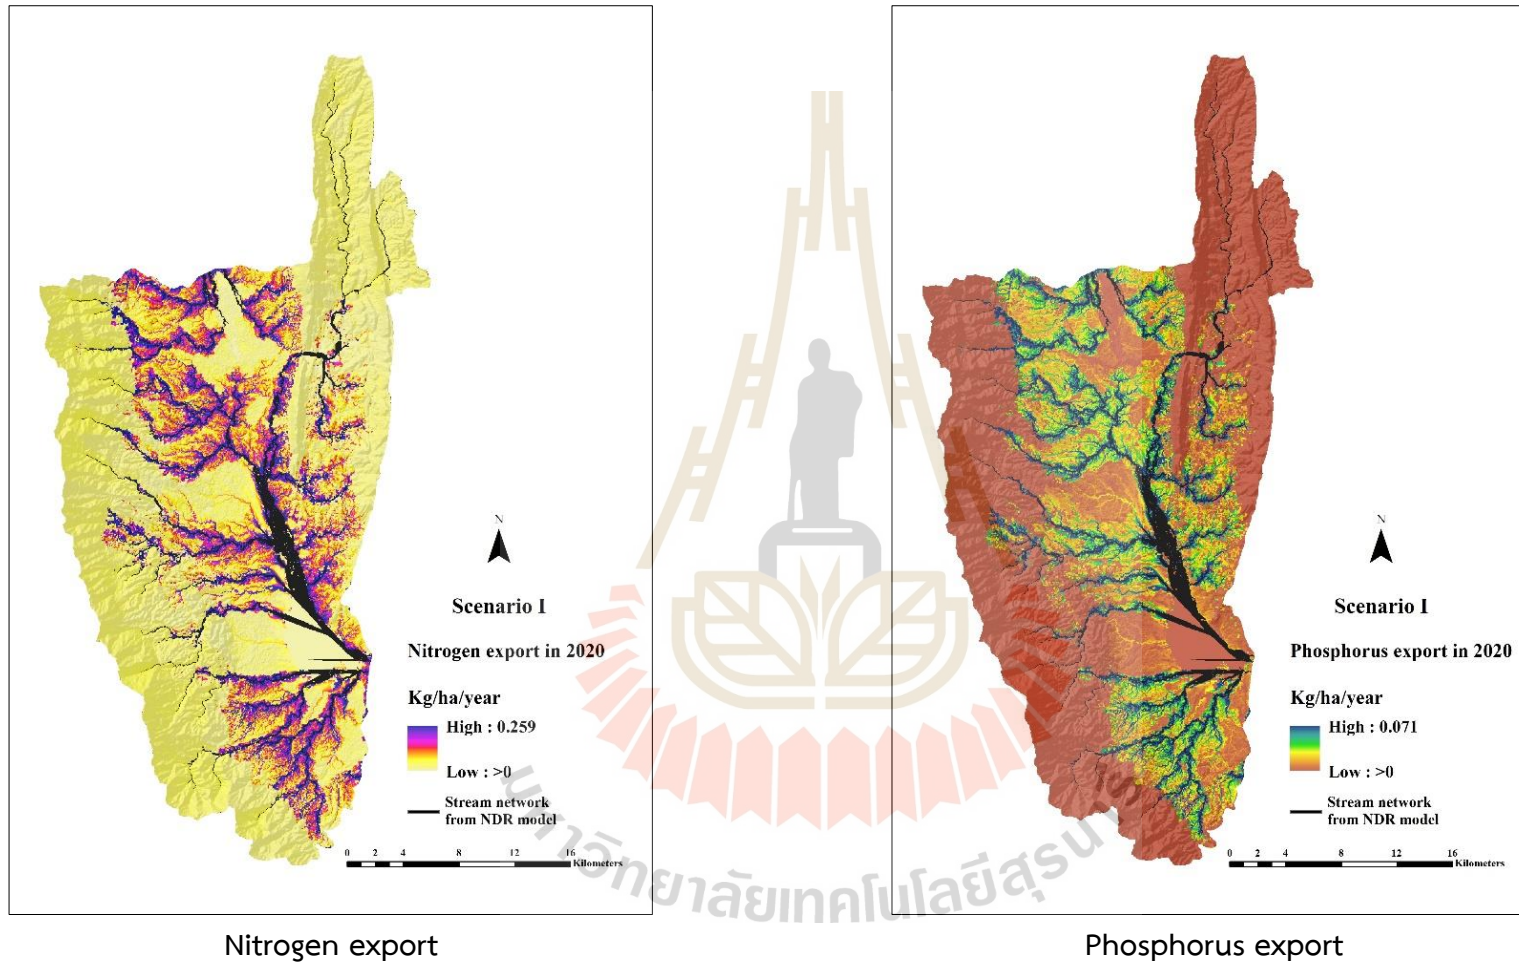 N
Scenario I
Nitrogen export in 2020
Kg/ha/year
High : 0.259
Low : >0
Stream network
from NDR model
0 2 4 8 12 16
Kilometers
Nitrogen export
N
Scenario I
Phosphorus export in 2020
Kg/ha/year
High : 0.071
Low : >0
Stream network
from NDR model
0 2 4 8 12 16
Kilometers
Phosphorus export
มหาวิทยาลัยเทคโนโลยีสุรนารี